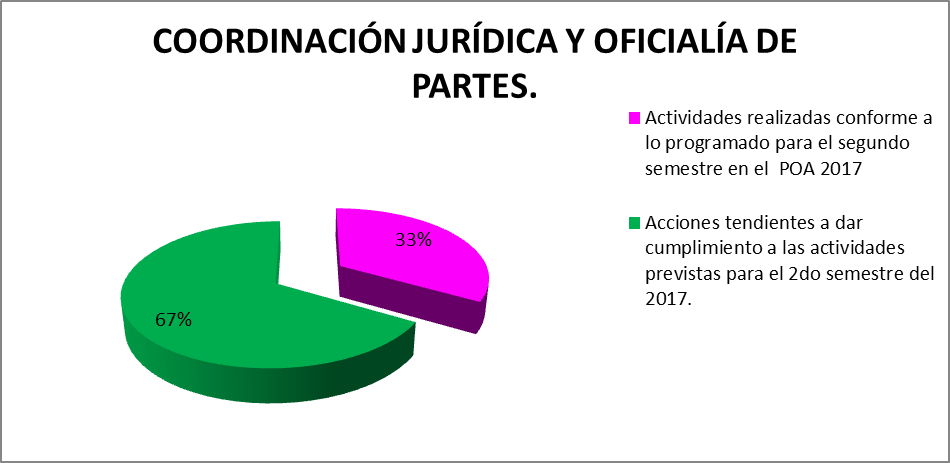 COORDINACIÓN JURÍDICA Y OFICIALÍA DE
PARTES.
Actividades realizadas conforme a
lo programado para el segundo
semestre en el POA 2017
Acciones tendientes a dar
cumplimiento a las actividades
previstas para el 2do semestre del
2017.
33%
67%